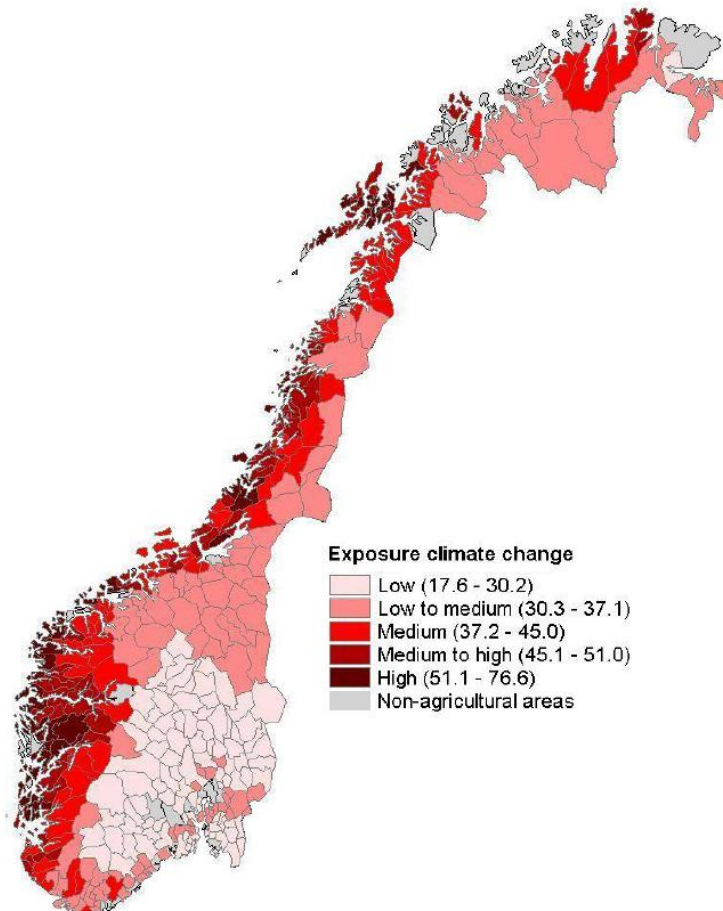 Exposure climate change
Low (17.6 - 30.2)
Low to medium (30.3 - 37.1)
Medium (37.2 - 45.0)
Medium to high (45.1 - 51.0)
High (51.1 - 76.6)
Non-agricultural areas